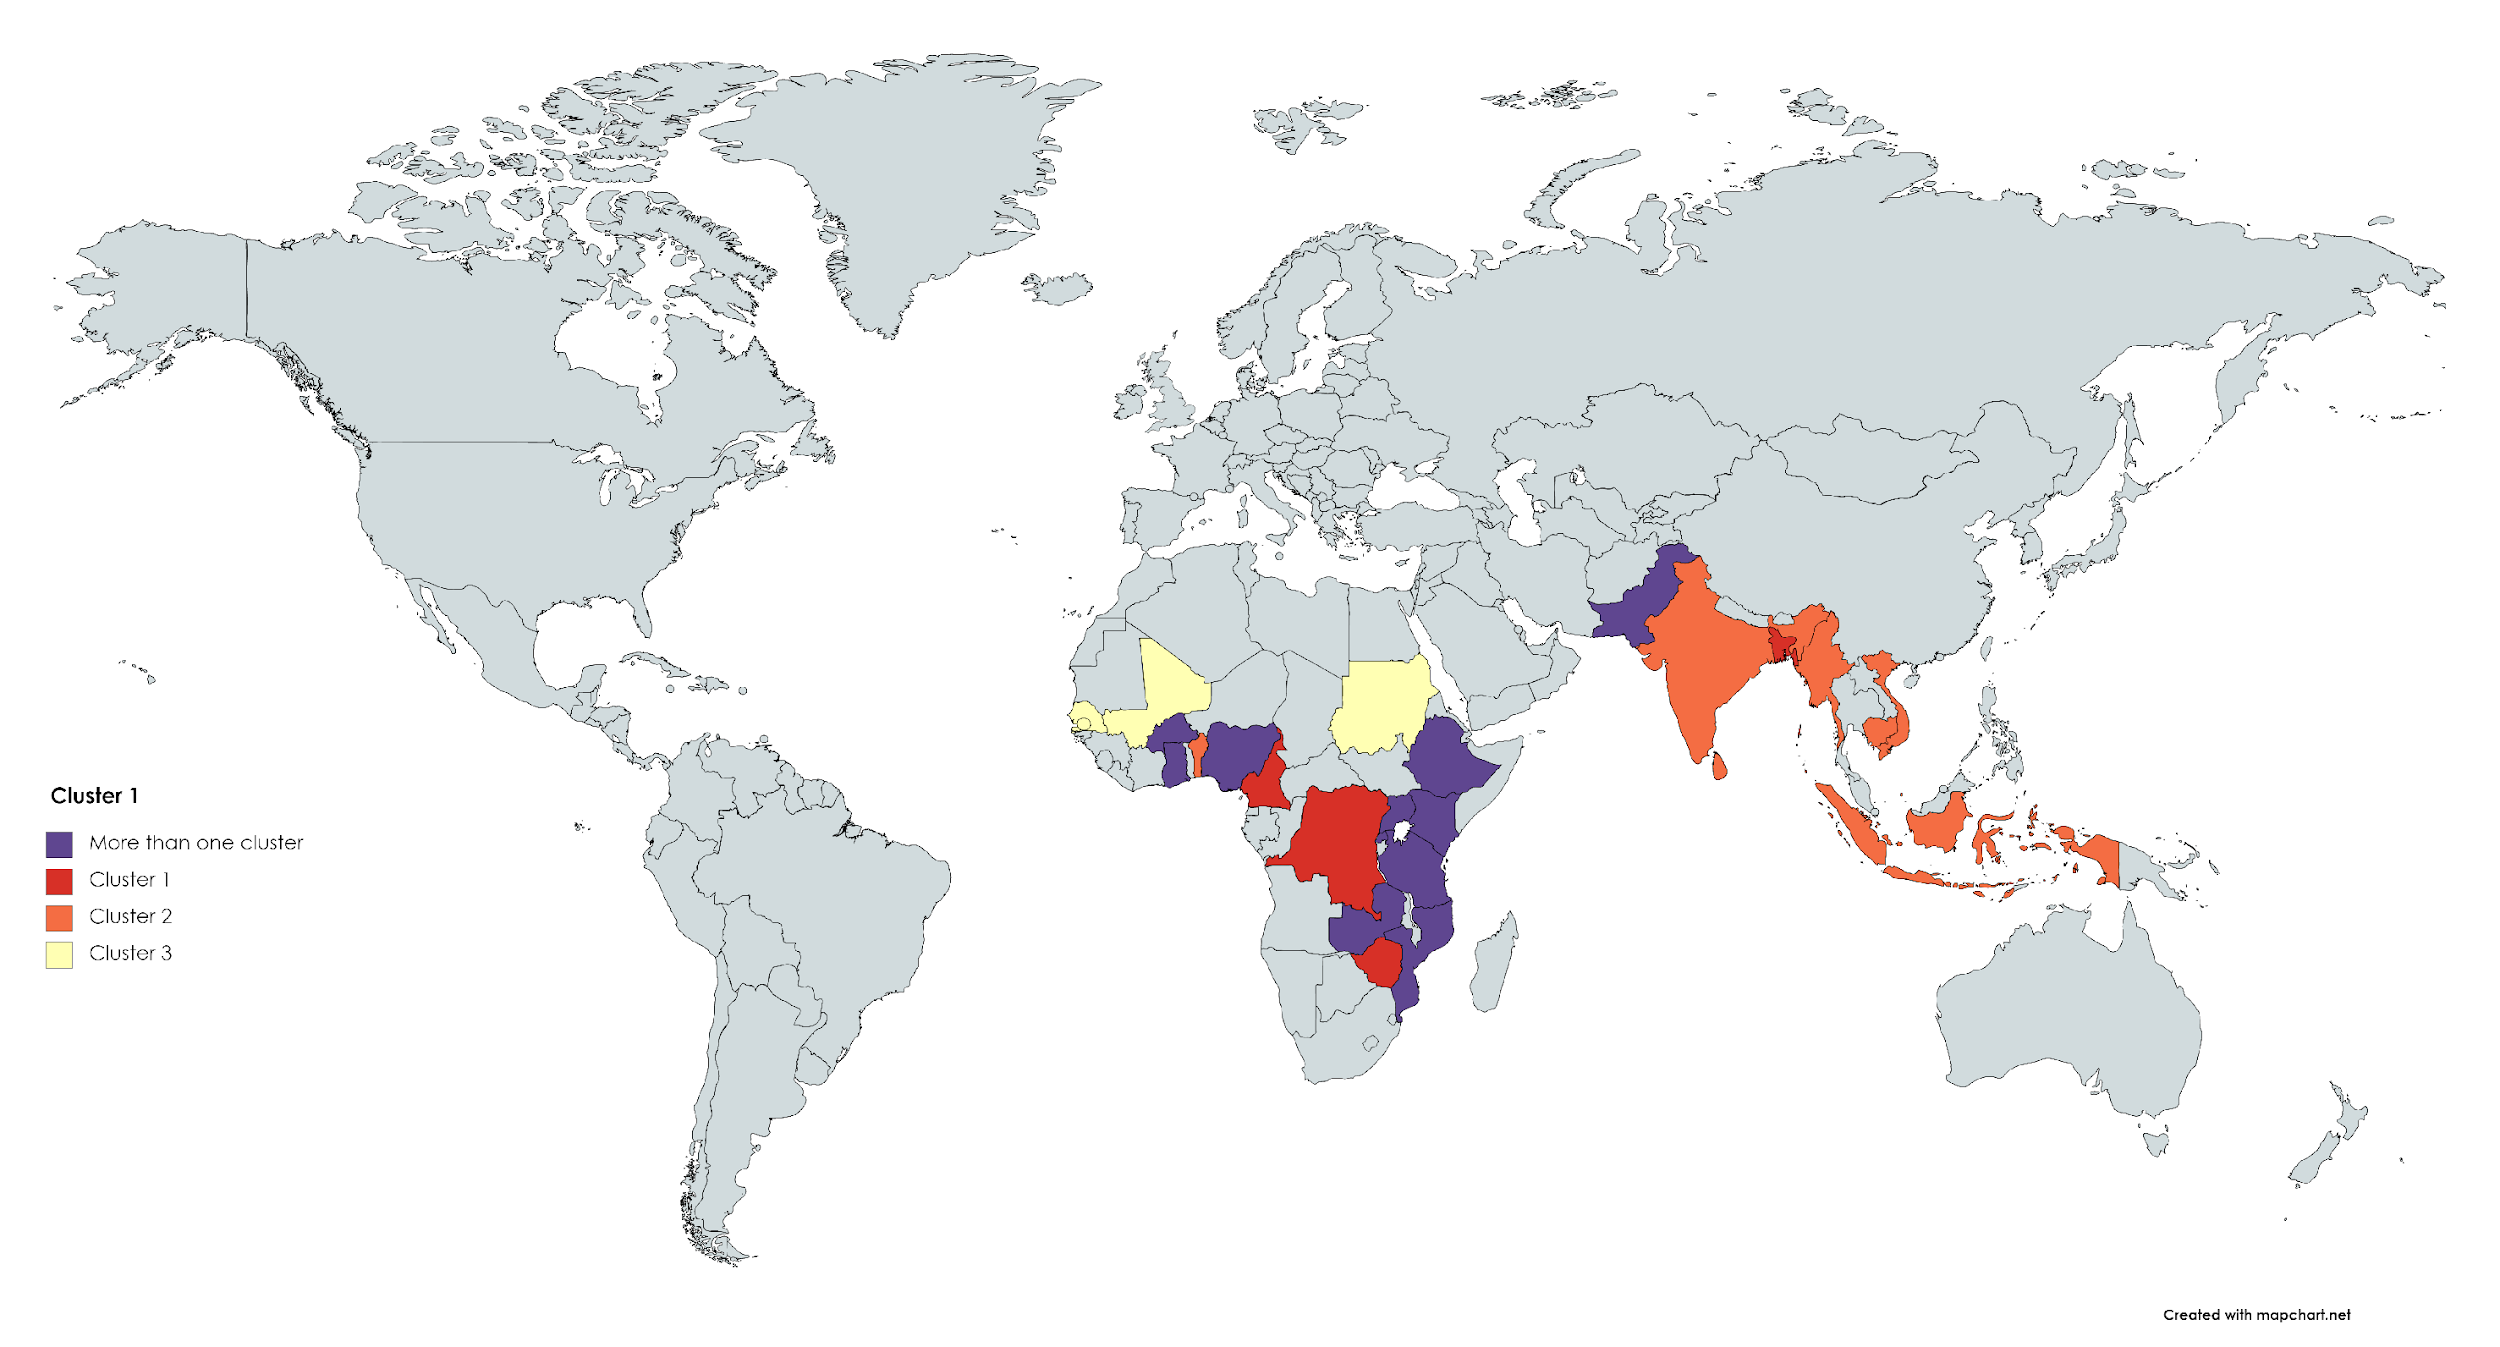 Cluster 1
More than one cluster
Cluster 1
Cluster 2
Cluster 3
Created with mapchart.net